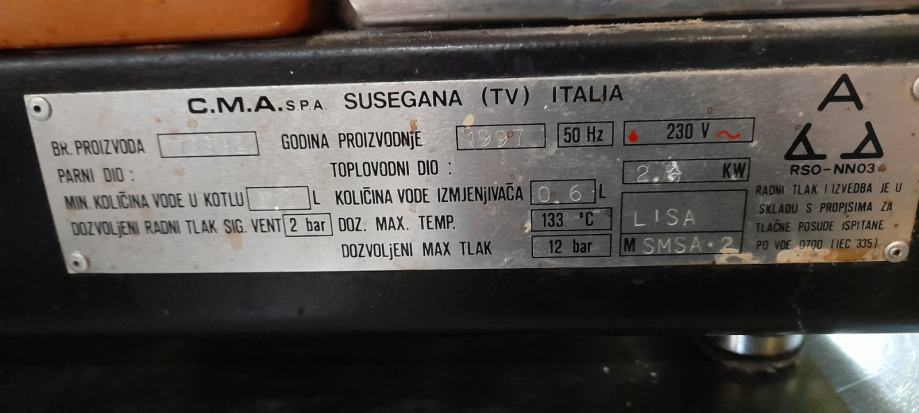 C.M.A. S.P.A. SUSEGANA (TV) ITALIA
BR. PROIZVODA GODINA PROIZVODNjE 1997 50 Hz 230 V ~
PARNI DIO : TOPLOVODNI DIO : KW
MIN. KOLIČINA VODE U KOTLU L KOLIČINA VODE IZMJENjIVAČA 0.6 L
DOZVOLjENI RADNI TLAK SIG. VENT 2 bar DOZ. MAX. TEMP. 133 °C LISA
DOZVOLjENI MAX TLAK 12 bar M SMSA·2
A
RSO-NN03
RADNI TLAK I IZVEDBA JE U
SKLADU S PROPISIMA ZA
TLAČNE POSUDE ISPITANE
PO VDE 0700 (IEC 335)